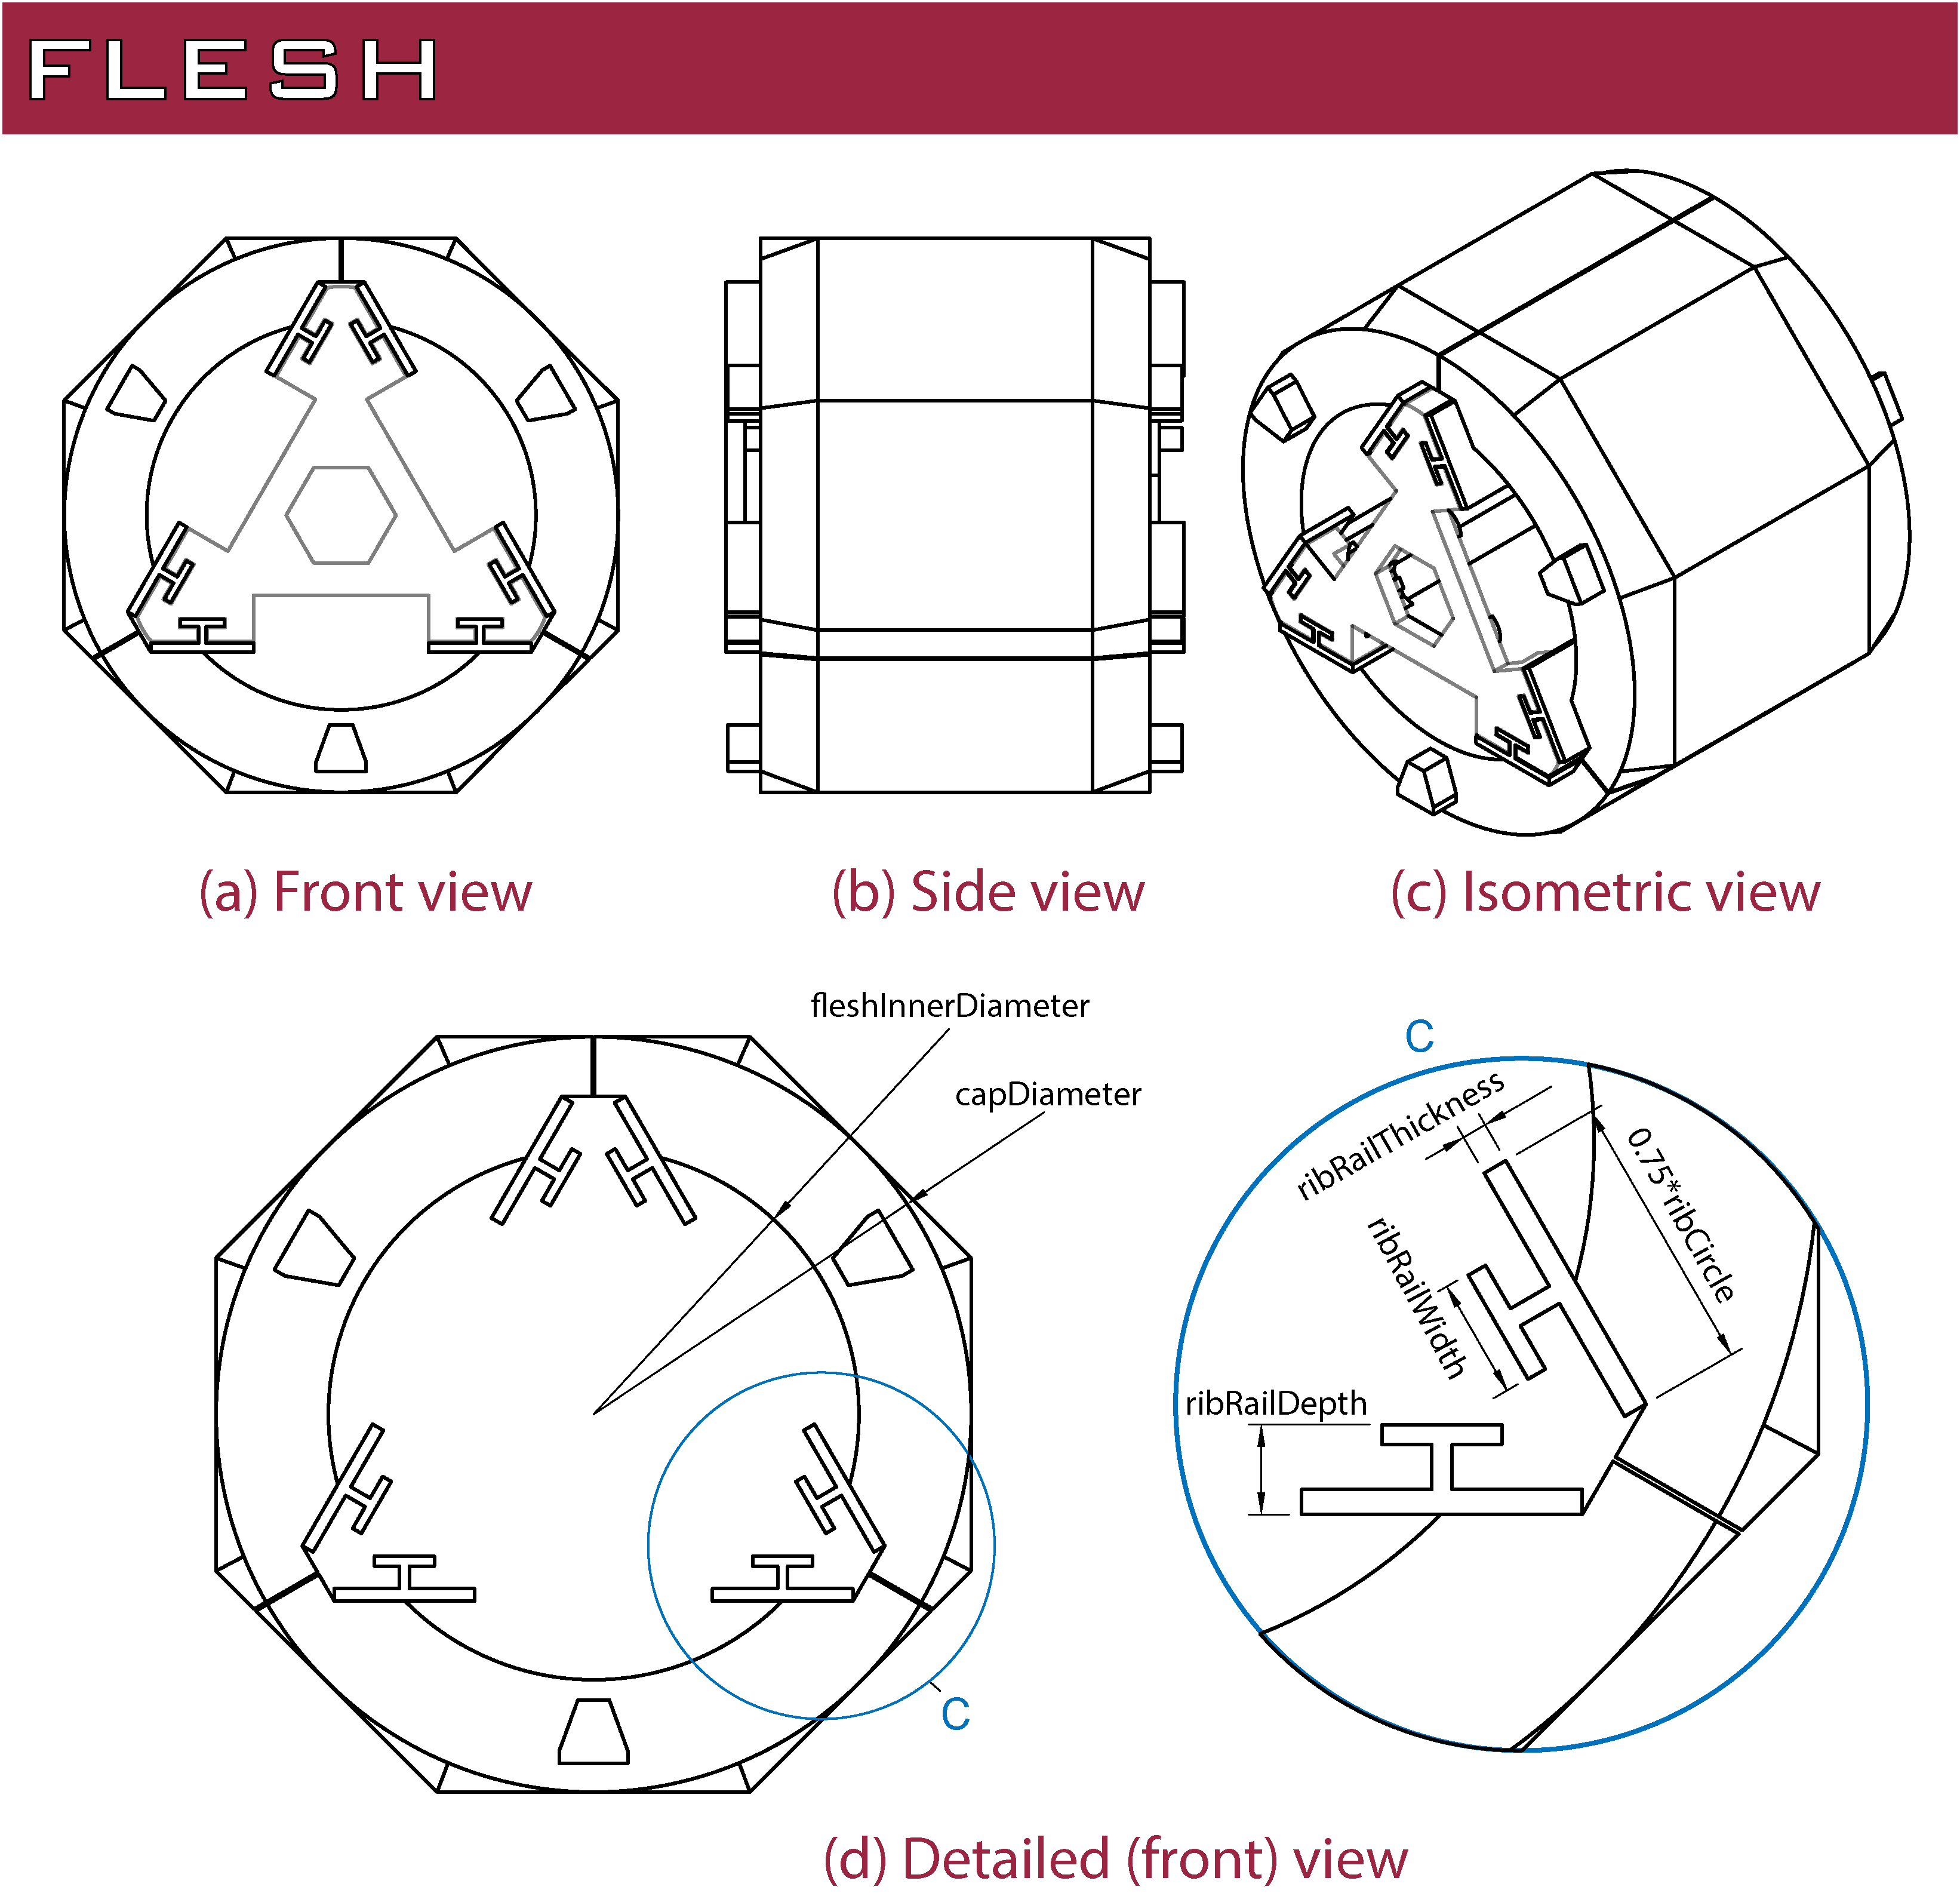 FLESH
(a) Front view
(b) Side view
(c) Isometric view
fleshInnerDiameter
capDiameter
C
C
ribRailThickness
0.75*ribCircle
ribRailWidth
ribRailDepth
(d) Detailed (front) view